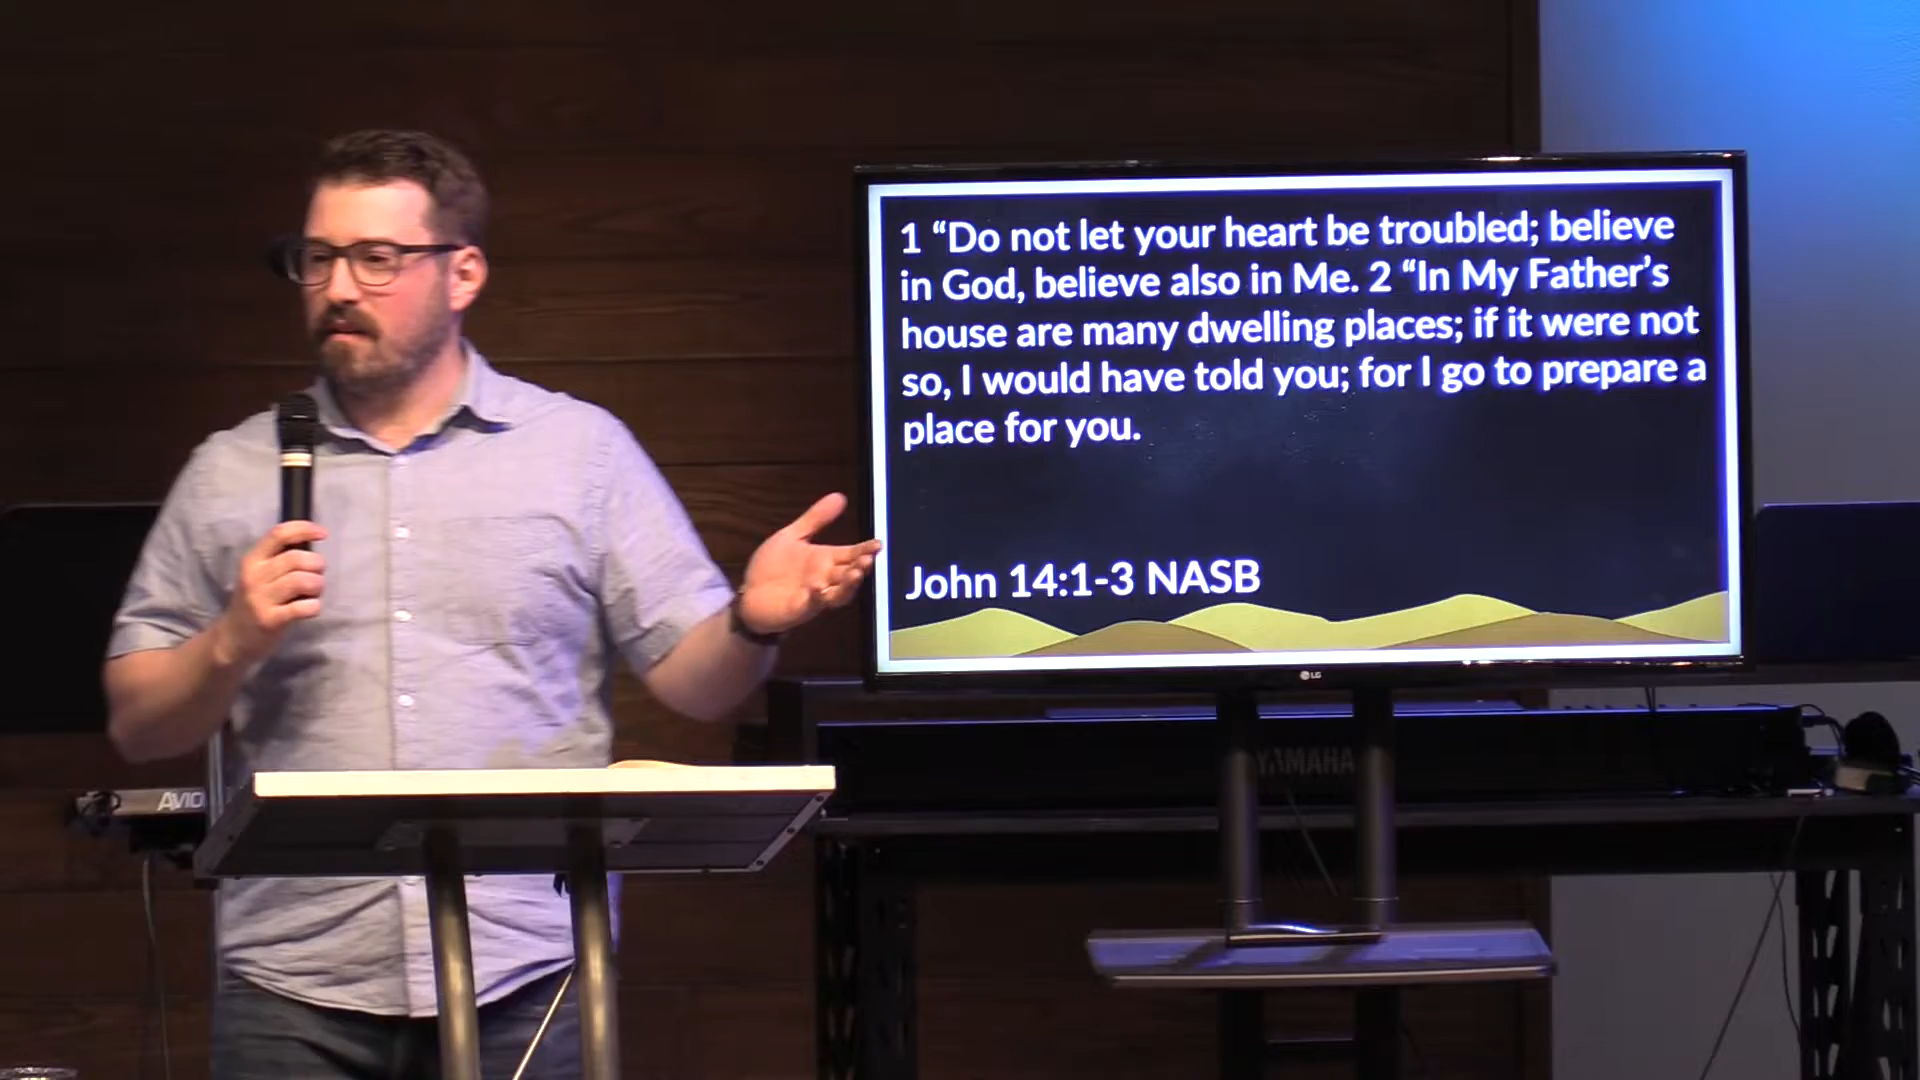 1 “Do not let your heart be troubled; believe
in God, believe also in Me. 2 “In My Father’s
house are many dwelling places; if it were not
so, I would have told you; for I go to prepare a
place for you.
John 14:1-3 NASB
LG
YAMAHA
AVIO